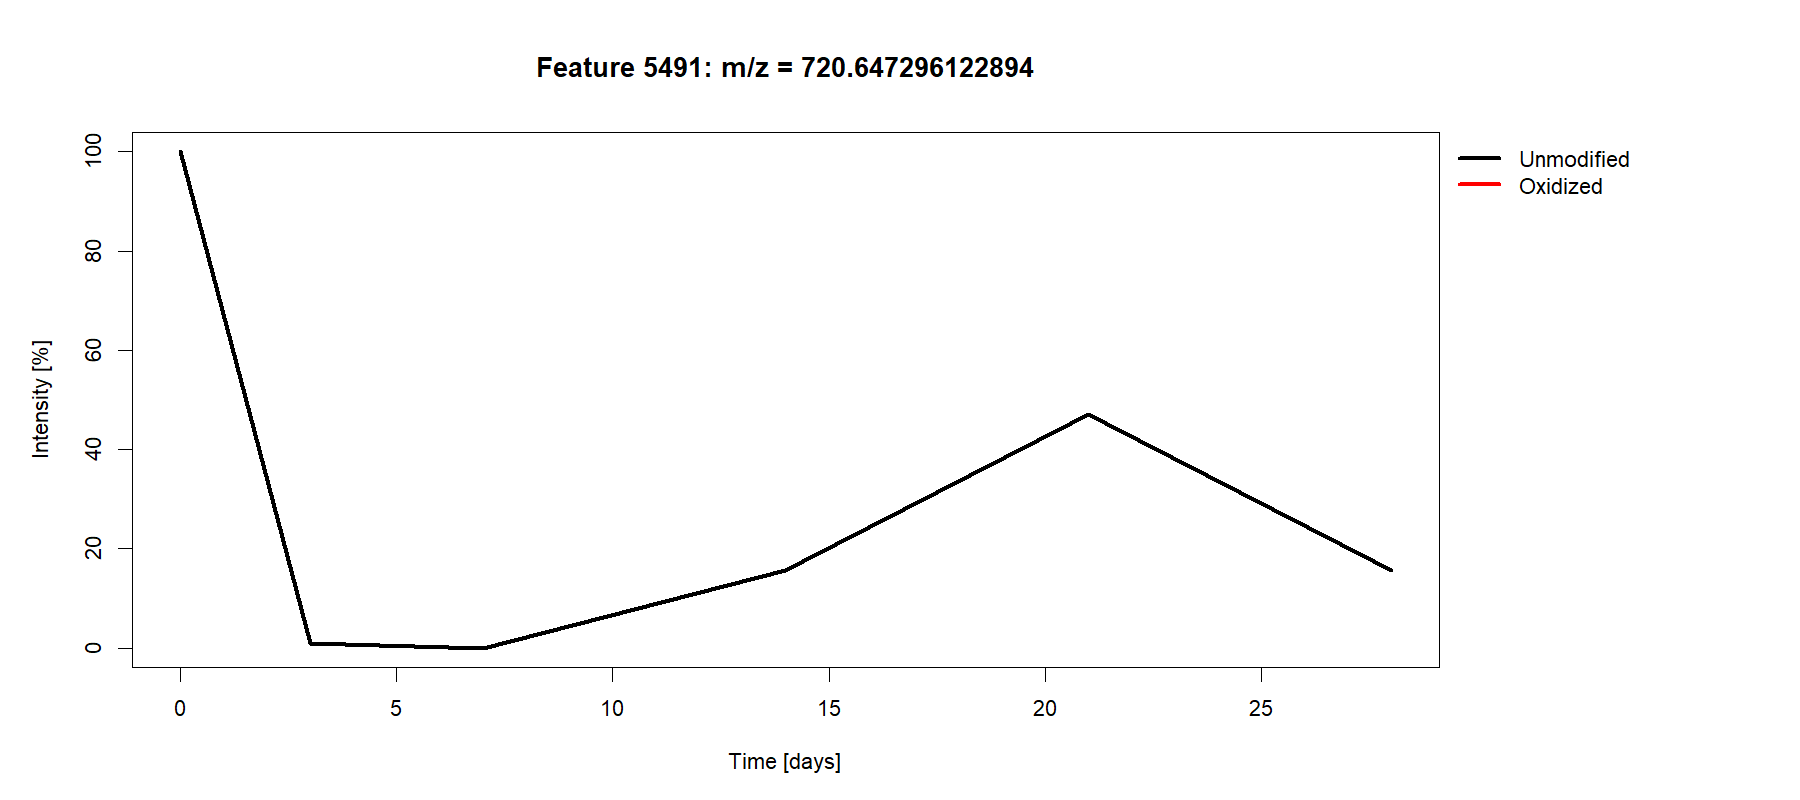 Feature 5491: m/z = 720.647296122894
Unmodified
Oxidized
Intensity [%]
100
80
60
40
20
0
0 5 10 15 20 25
Time [days]